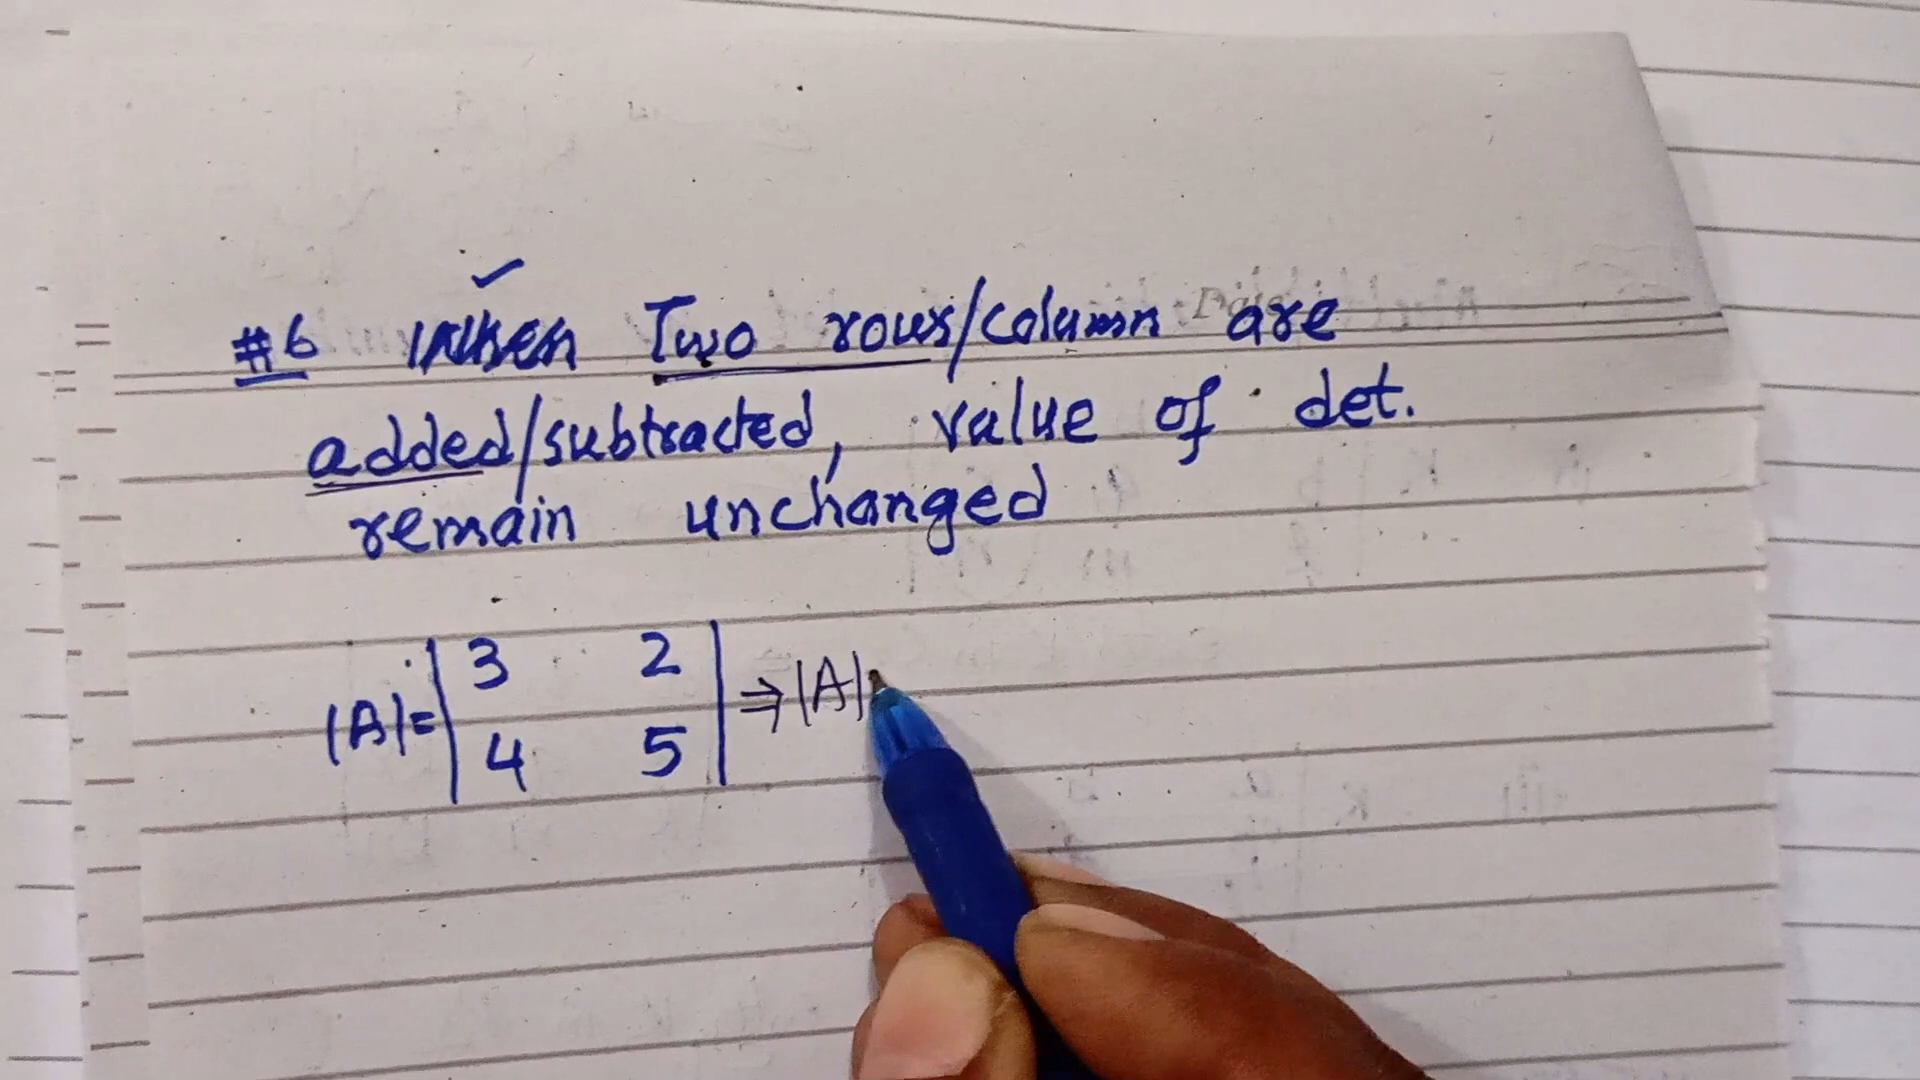 #6 When Two rows/column are
added/subtracted, value of det.
remain unchanged
|A|= | 3 2 | ⇒ |A|
| 4 5 |